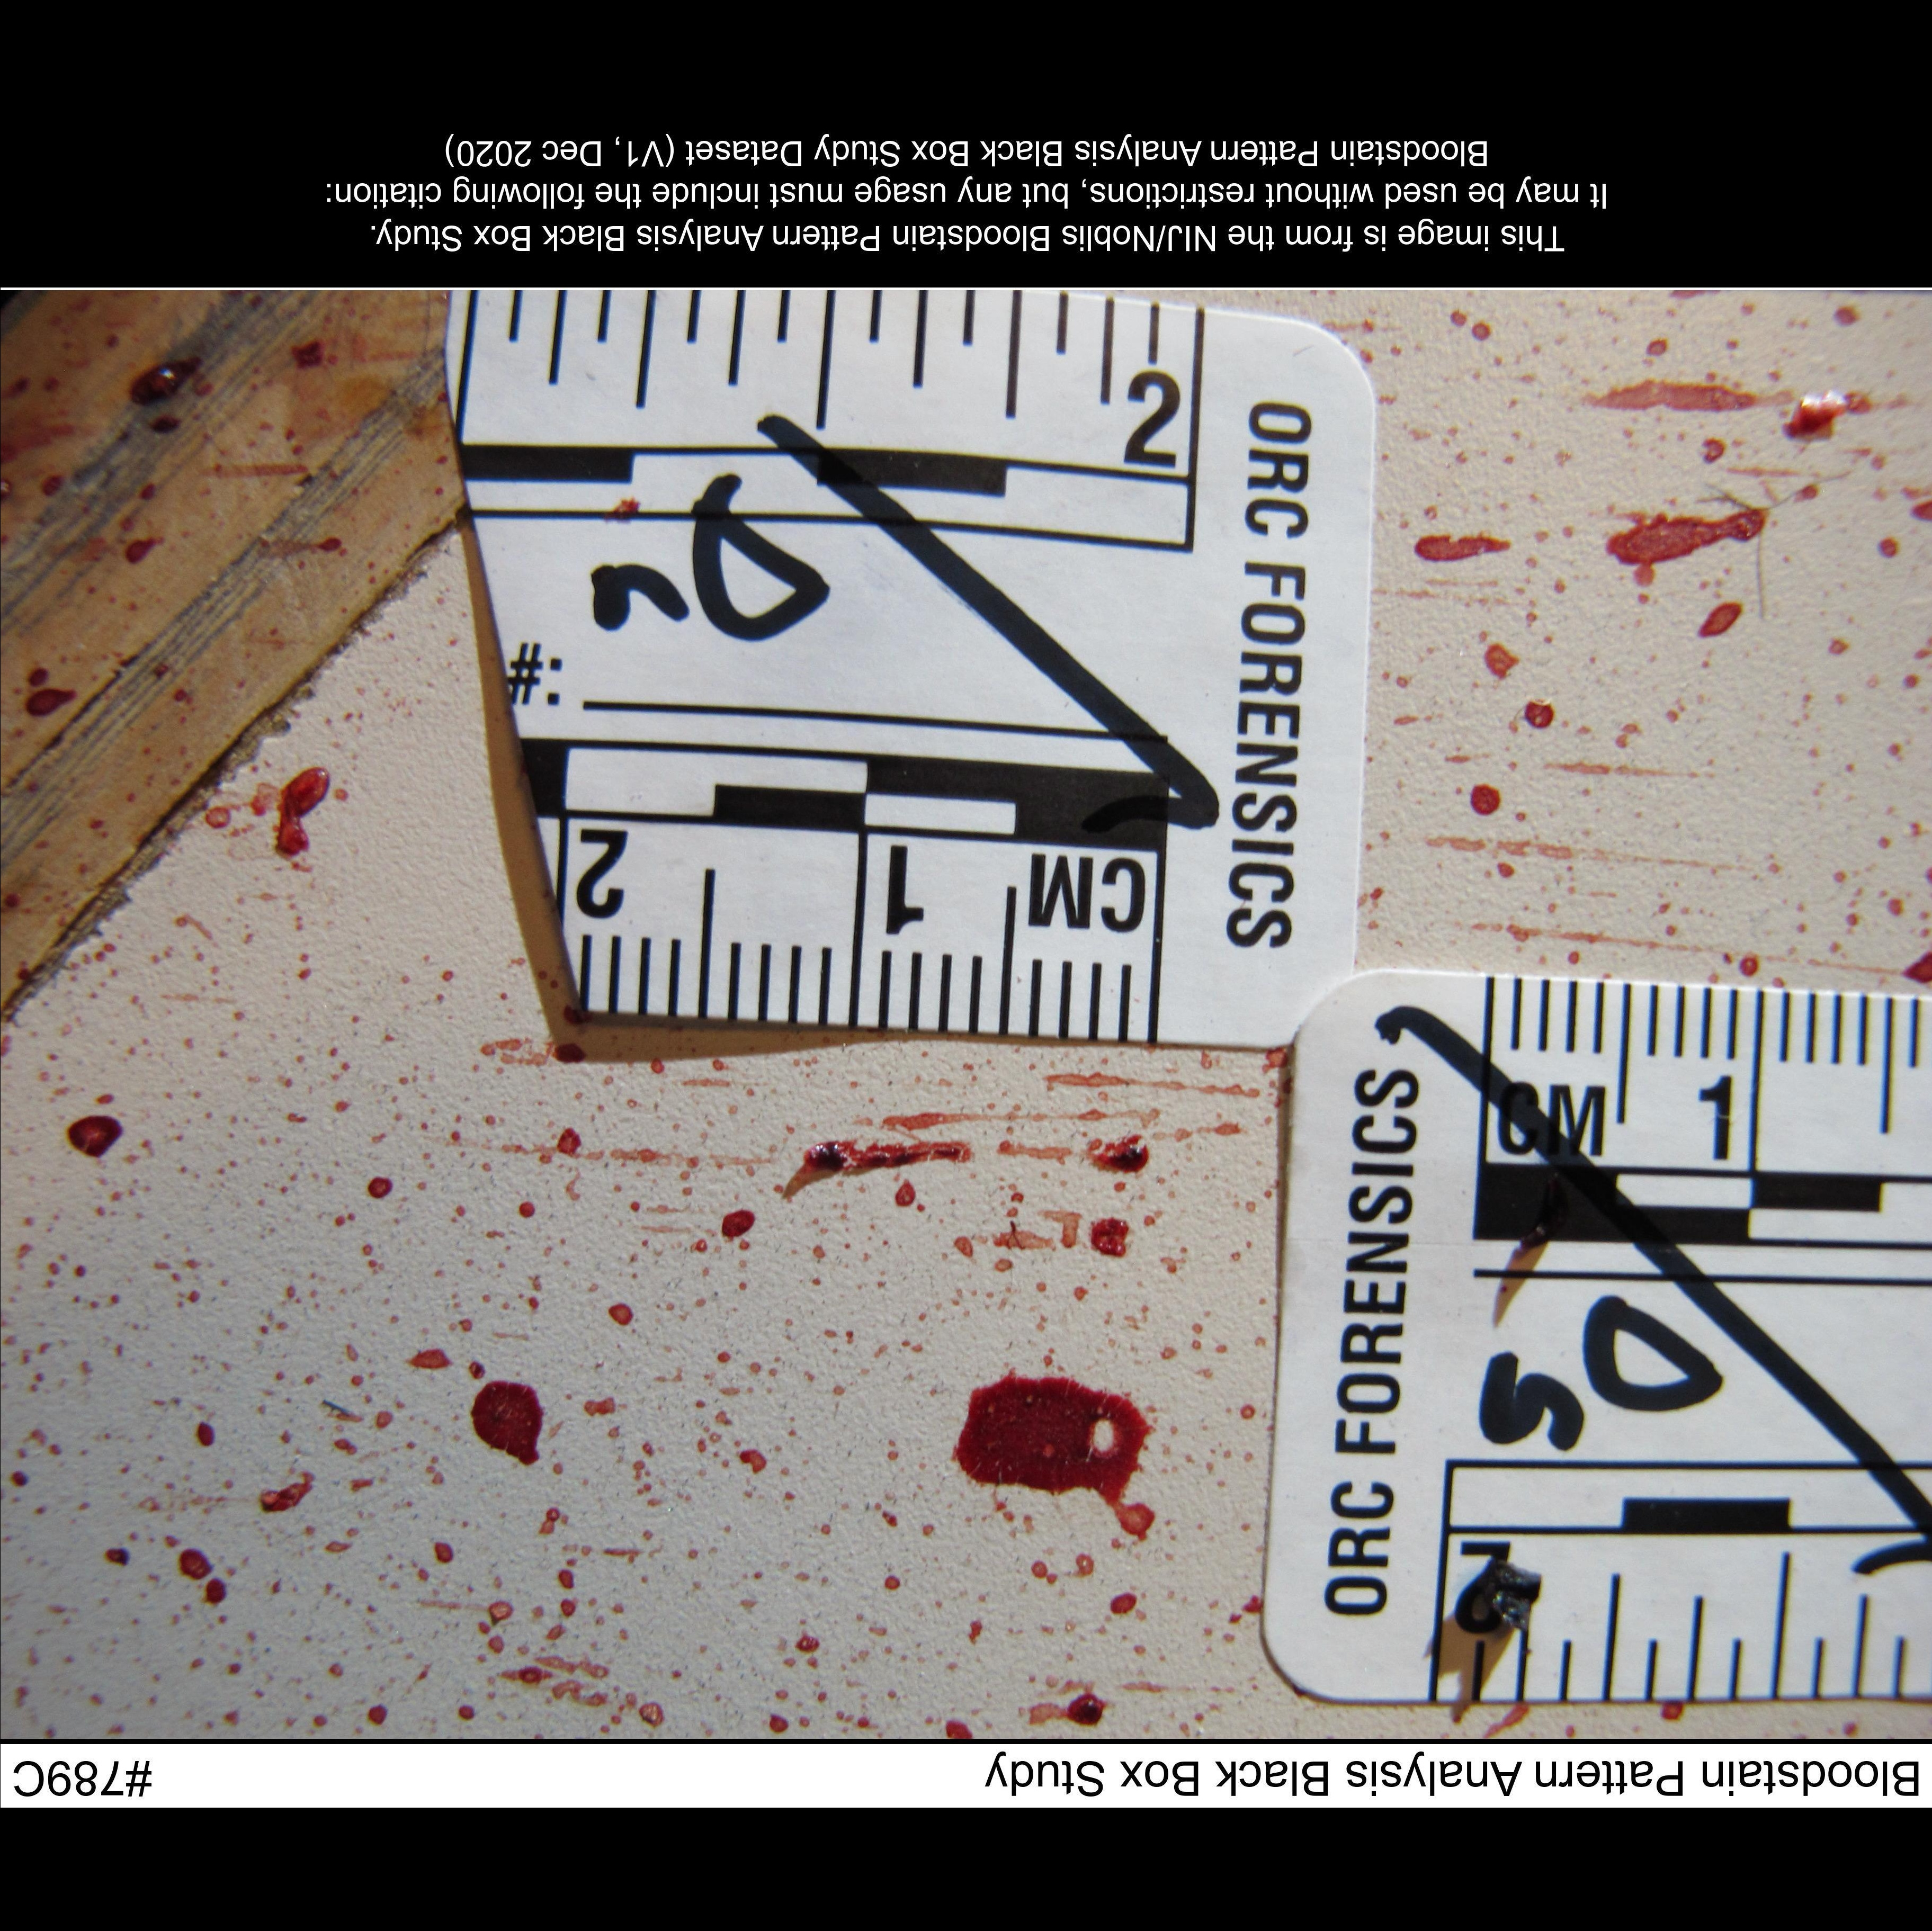 Bloodstain Pattern Analysis Black Box Study #789C
ORC FORENSICS
CM 1
2
ORC FORENSICS
CM 1 2
#:
2
This image is from the NIJ/Noblis Bloodstain Pattern Analysis Black Box Study.
It may be used without restrictions, but any usage must include the following citation:
Bloodstain Pattern Analysis Black Box Study Dataset (V1, Dec 2020)